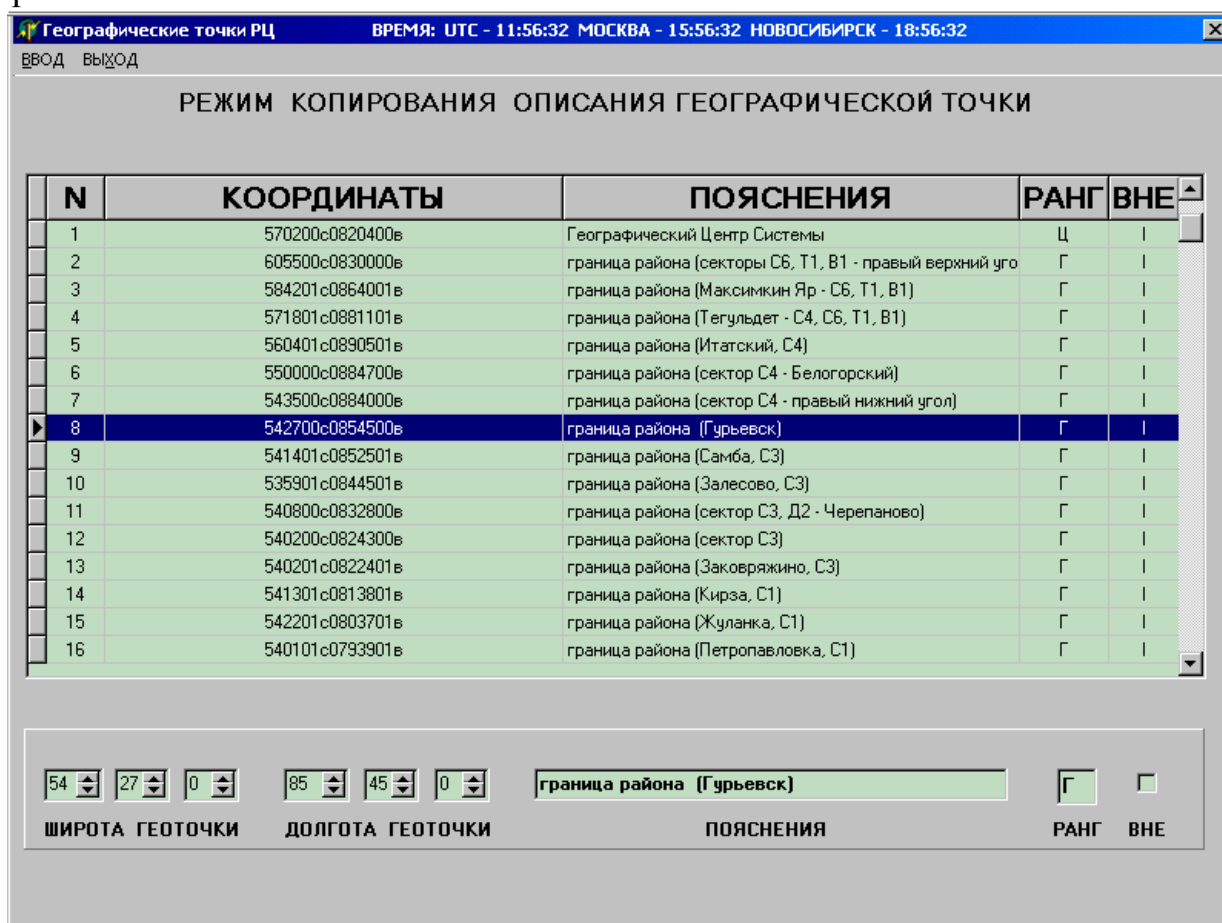 Географические точки РЦ ВРЕМЯ: UTC - 11:56:32 МОСКВА - 15:56:32 НОВОСИБИРСК - 18:56:32
ВВОД ВЫХОД
РЕЖИМ КОПИРОВАНИЯ ОПИСАНИЯ ГЕОГРАФИЧЕСКОЙ ТОЧКИ
N КООРДИНАТЫ ПОЯСНЕНИЯ РАНГ ВНЕ
1 570200с0820400в Географический Центр Системы Ц I
2 605500с0830000в граница района (секторы С6, Т1, В1 - правый верхний уго Г I
3 584201с0864001в граница района (Максимкин Яр - С6, Т1, В1) Г I
4 571801с0881101в граница района (Тегульдет - С4, С6, Т1, В1) Г I
5 560401с0890501в граница района (Итатский, С4) Г I
6 550000с0884700в граница района (сектор С4 - Белогорский) Г I
7 543500с0884000в граница района (сектор С4 - правый нижний угол) Г I
8 542700с0854500в граница района (Гурьевск) Г I
9 541401с0852501в граница района (Самба, С3) Г I
10 535901с0844501в граница района (Залесово, С3) Г I
11 540800с0832800в граница района (сектор С3, Д2 - Черепаново) Г I
12 540200с0824300в граница района (сектор С3) Г I
13 540201с0822401в граница района (Заковряжино, С3) Г I
14 541301с0813801в граница района (Кирза, С1) Г I
15 542201с0803701в граница района (Жуланка, С1) Г I
16 540101с0793901в граница района (Петропавловка, С1) Г I
54 27 0 85 45 0 граница района (Гурьевск) Г
ШИРОТА ГЕОТОЧКИ ДОЛГОТА ГЕОТОЧКИ ПОЯСНЕНИЯ РАНГ ВНЕ